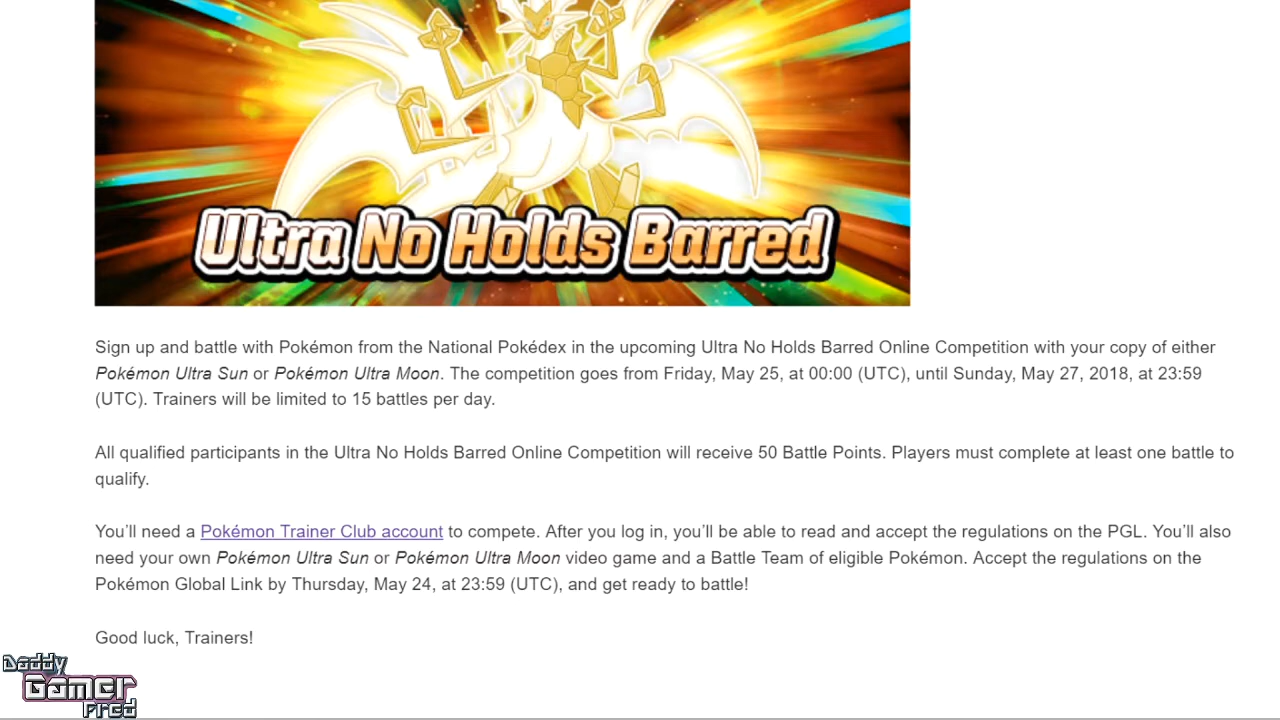 Ultra No Holds Barred
Sign up and battle with Pokémon from the National Pokédex in the upcoming Ultra No Holds Barred Online Competition with your copy of either
Pokémon Ultra Sun or Pokémon Ultra Moon. The competition goes from Friday, May 25, at 00:00 (UTC), until Sunday, May 27, 2018, at 23:59
(UTC). Trainers will be limited to 15 battles per day.
All qualified participants in the Ultra No Holds Barred Online Competition will receive 50 Battle Points. Players must complete at least one battle to
qualify.
You’ll need a Pokémon Trainer Club account to compete. After you log in, you’ll be able to read and accept the regulations on the PGL. You’ll also
need your own Pokémon Ultra Sun or Pokémon Ultra Moon video game and a Battle Team of eligible Pokémon. Accept the regulations on the
Pokémon Global Link by Thursday, May 24, at 23:59 (UTC), and get ready to battle!
Good luck, Trainers!
Daddy
Gamer
Fred